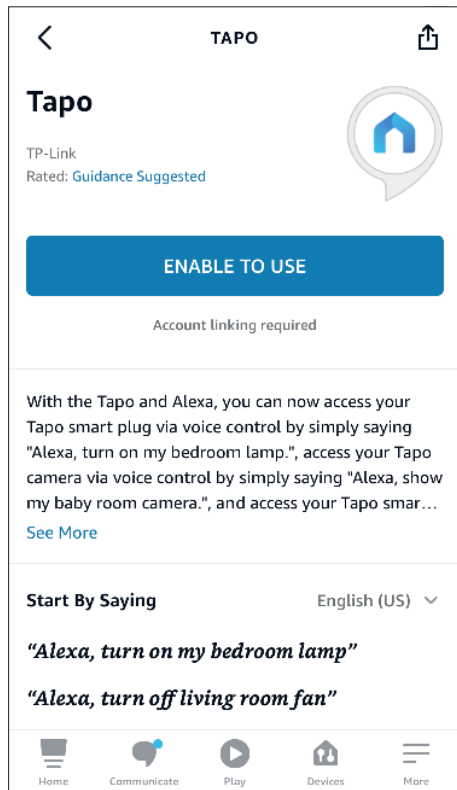 TAPO
Tapo
TP-Link
Rated: Guidance Suggested
ENABLE TO USE
Account linking required
With the Tapo and Alexa, you can now access your
Tapo smart plug via voice control by simply saying
"Alexa, turn on my bedroom lamp.", access your Tapo
camera via voice control by simply saying "Alexa, show
my baby room camera.", and access your Tapo smar...
See More
Start By Saying English (US)
“Alexa, turn on my bedroom lamp”
“Alexa, turn off living room fan”
Home Communicate Play Devices More